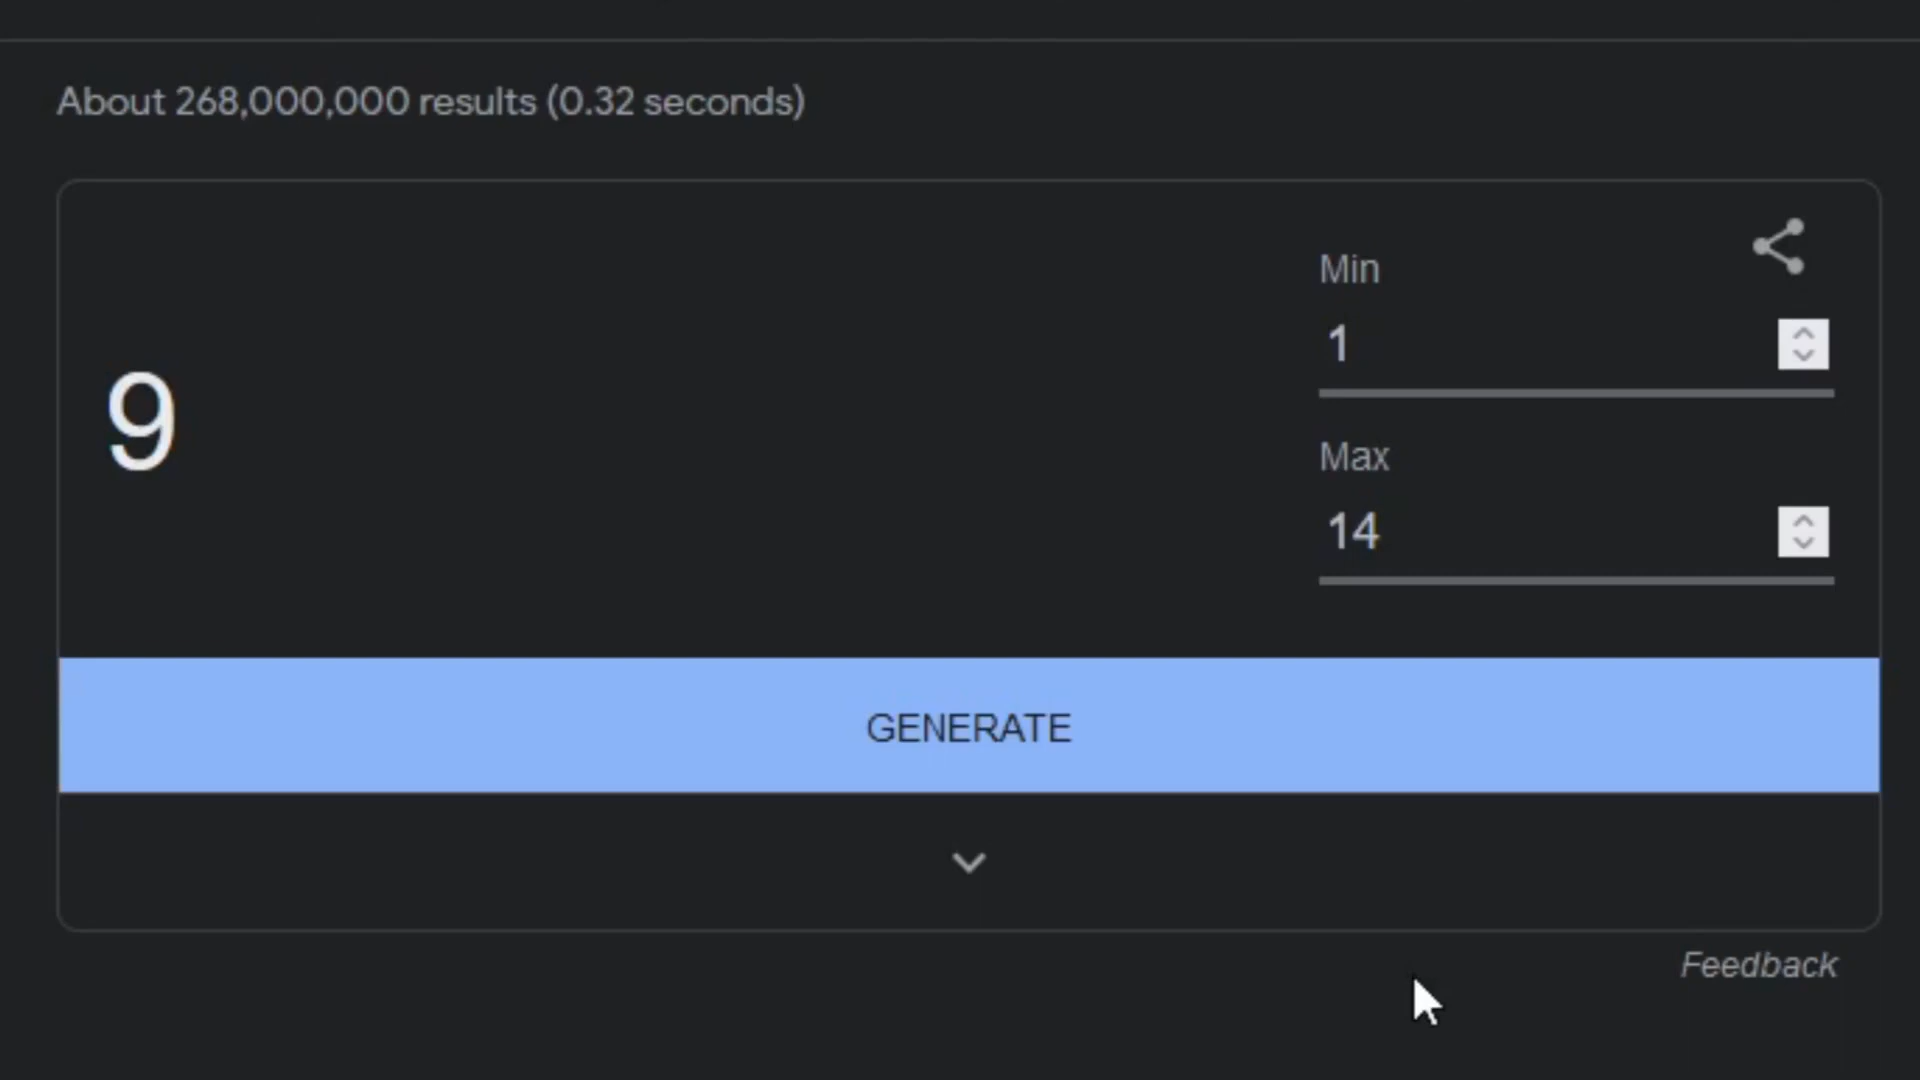 About 268,000,000 results (0.32 seconds)
Min
1
9
Max
14
GENERATE
Feedback